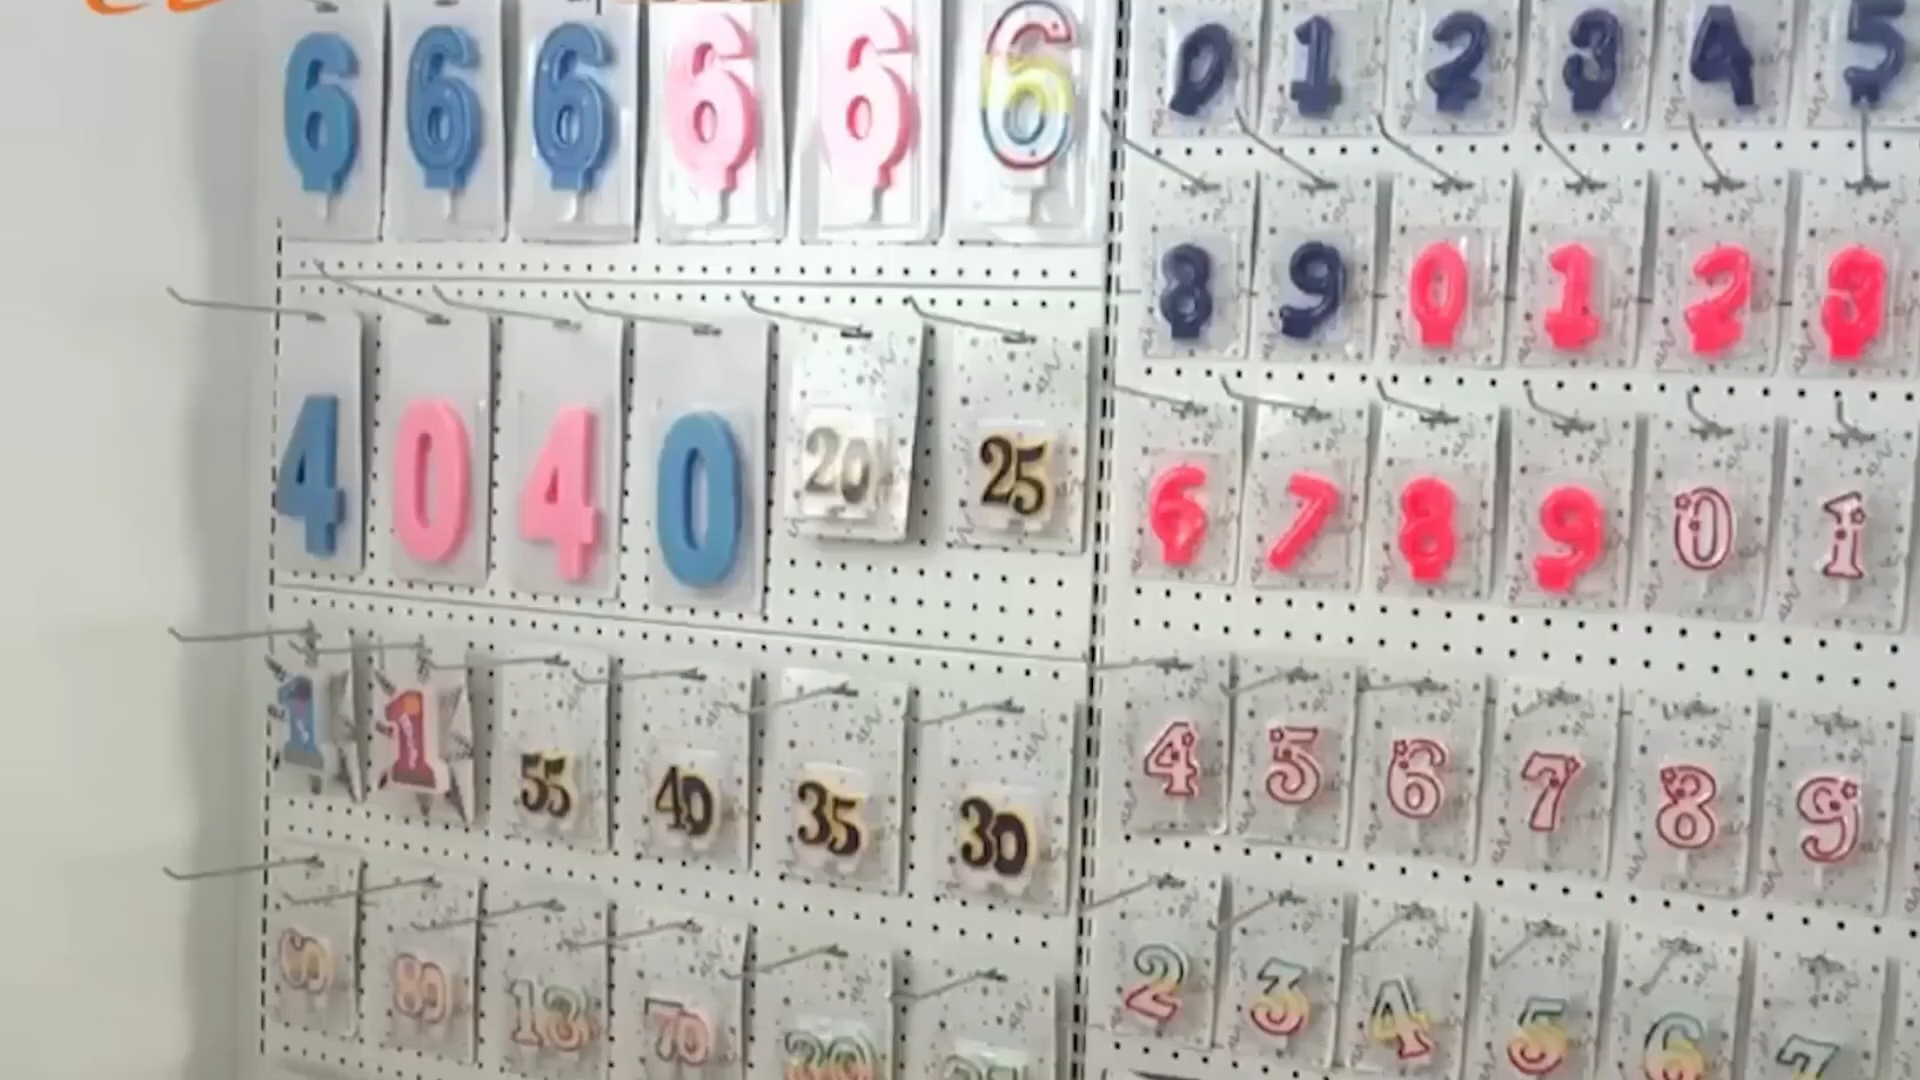 6 6 6 6 6 6
4 0 4 0 20 25
1 1 55 40 35 30
80 13 70
0 1 2 3 4 5
8 9 0 1 2 3
6 7 8 9 0 1
4 5 6 7 8 9
2 3 4 5 6 7